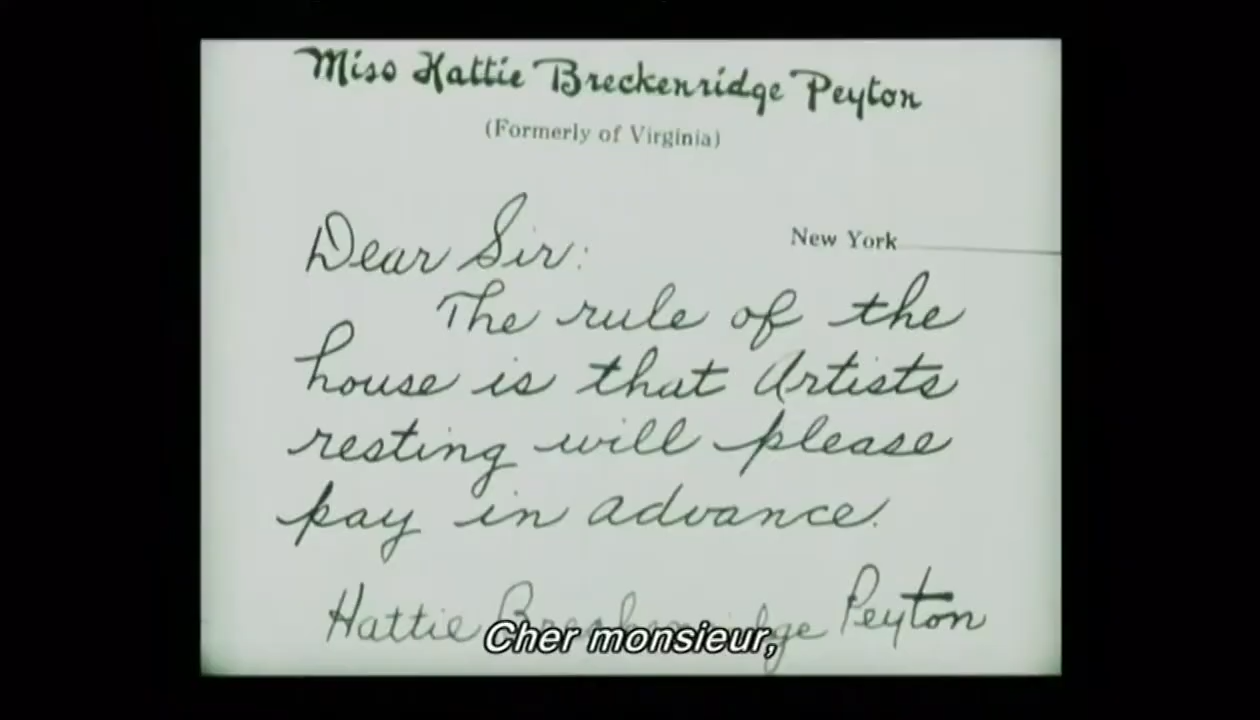 Miss Hattie Breckenridge Peyton
(Formerly of Virginia)
New York
Dear Sir:
The rule of the
house is that Artists
resting will please
pay in advance.
Hattie Breckenridge Peyton
Cher monsieur,